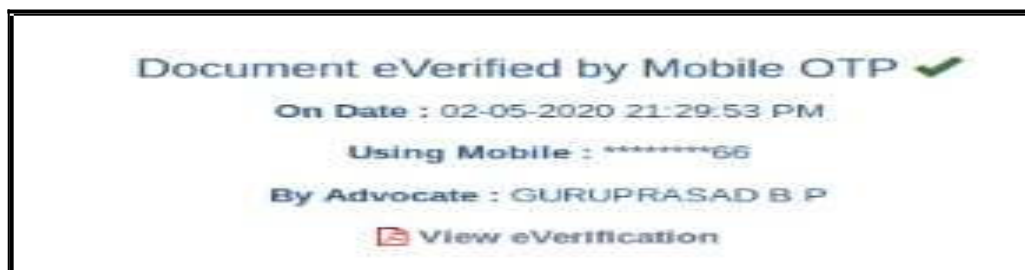 Document eVerified by Mobile OTP
On Date : 02-05-2020 21:29:53 PM
Using Mobile : ********66
By Advocate : GURUPRASAD B P
View eVerification